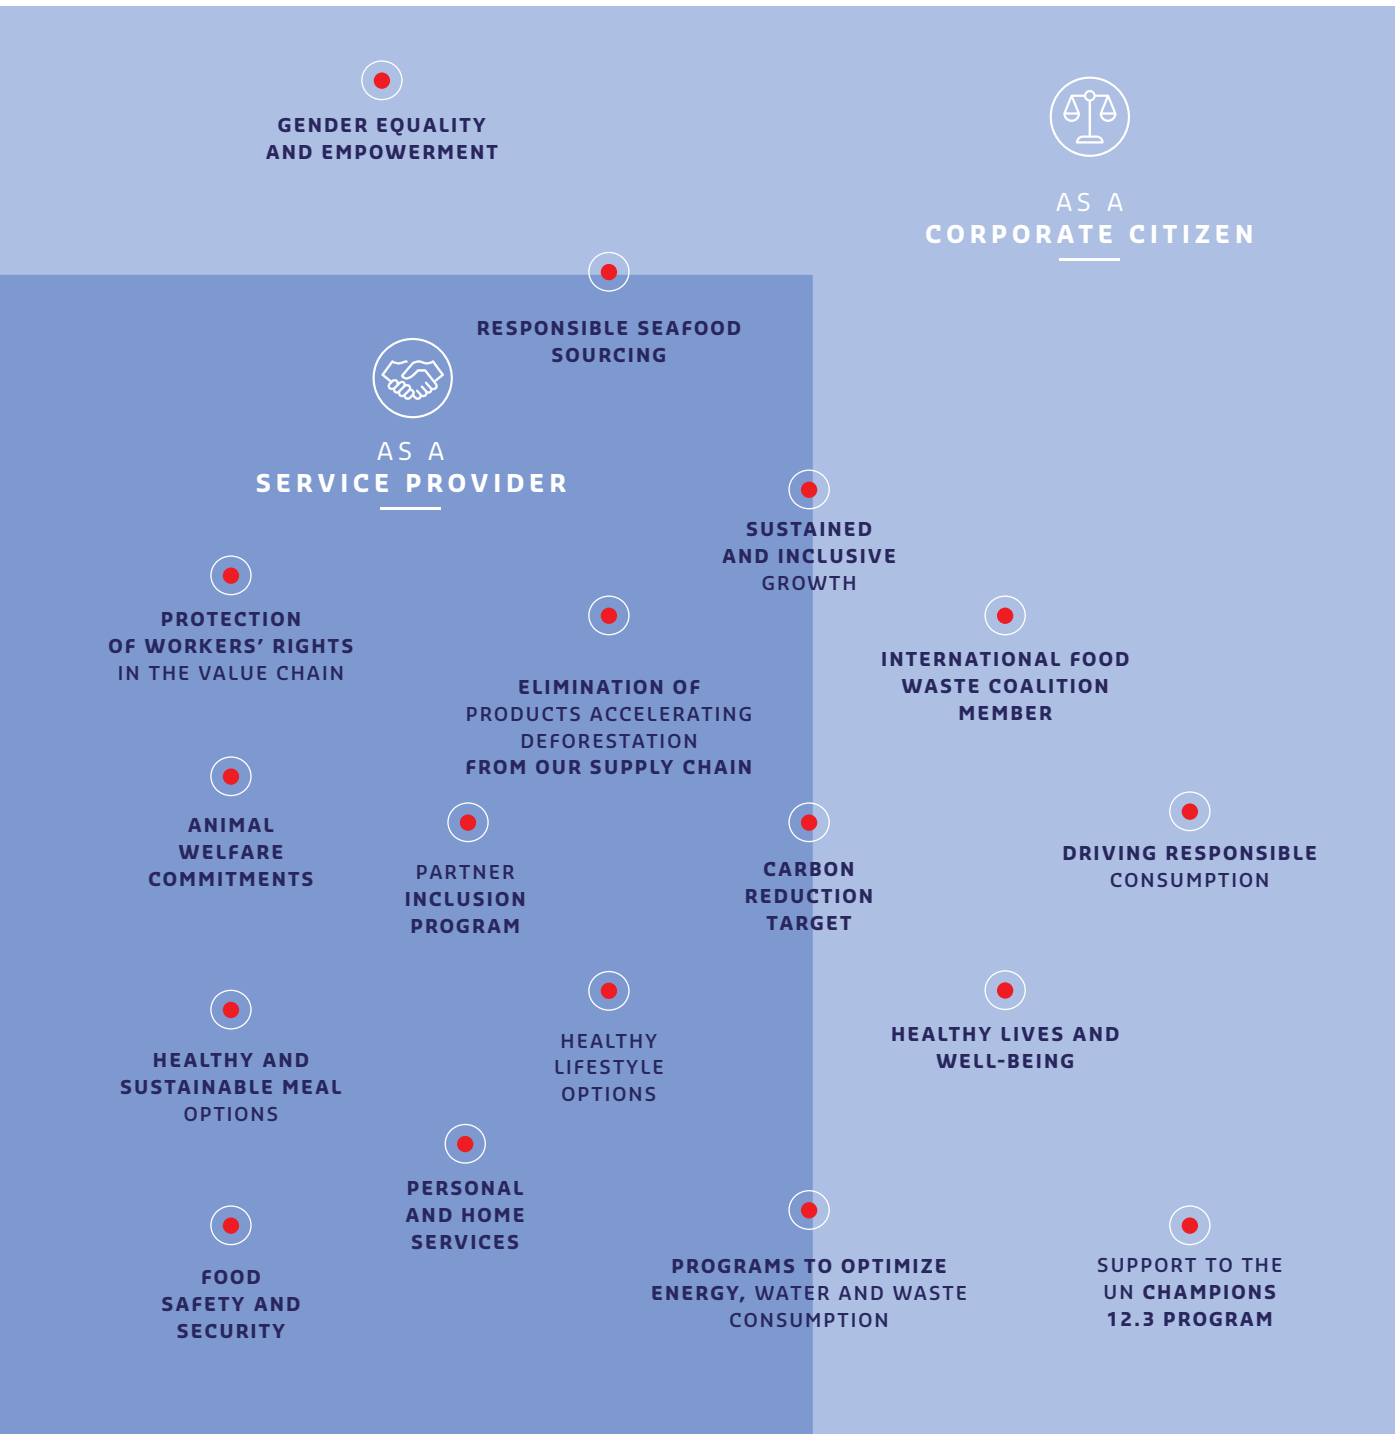 GENDER EQUALITY
AND EMPOWERMENT
AS A
CORPORATE CITIZEN
RESPONSIBLE SEAFOOD
SOURCING
AS A
SERVICE PROVIDER
SUSTAINED
AND INCLUSIVE
GROWTH
PROTECTION
OF WORKERS’ RIGHTS
IN THE VALUE CHAIN
ELIMINATION OF
PRODUCTS ACCELERATING
DEFORESTATION
FROM OUR SUPPLY CHAIN
INTERNATIONAL FOOD
WASTE COALITION
MEMBER
ANIMAL
WELFARE
COMMITMENTS
PARTNER
INCLUSION
PROGRAM
CARBON
REDUCTION
TARGET
DRIVING RESPONSIBLE
CONSUMPTION
HEALTHY AND
SUSTAINABLE MEAL
OPTIONS
HEALTHY
LIFESTYLE
OPTIONS
HEALTHY LIVES AND
WELL-BEING
PERSONAL
AND HOME
SERVICES
FOOD
SAFETY AND
SECURITY
PROGRAMS TO OPTIMIZE
ENERGY, WATER AND WASTE
CONSUMPTION
SUPPORT TO THE
UN CHAMPIONS
12.3 PROGRAM